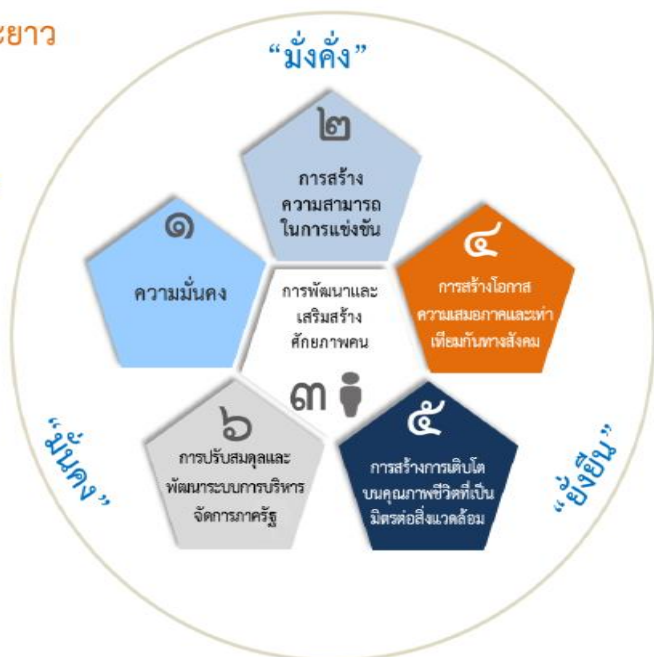 ะยาว
“มั่งคั่ง”
๒
การสร้าง
ความสามารถ
ในการแข่งขัน
๑
ความมั่นคง
๔
การสร้างโอกาส
ความเสมอภาคและเท่า
เทียมกันทางสังคม
การพัฒนาและ
เสริมสร้าง
ศักยภาพคน
๓
๖
การปรับสมดุลและ
พัฒนาระบบการบริหาร
จัดการภาครัฐ
๕
การสร้างการเติบโต
บนคุณภาพชีวิตที่เป็น
มิตรต่อสิ่งแวดล้อม
“มั่นคง”
“ยั่งยืน”